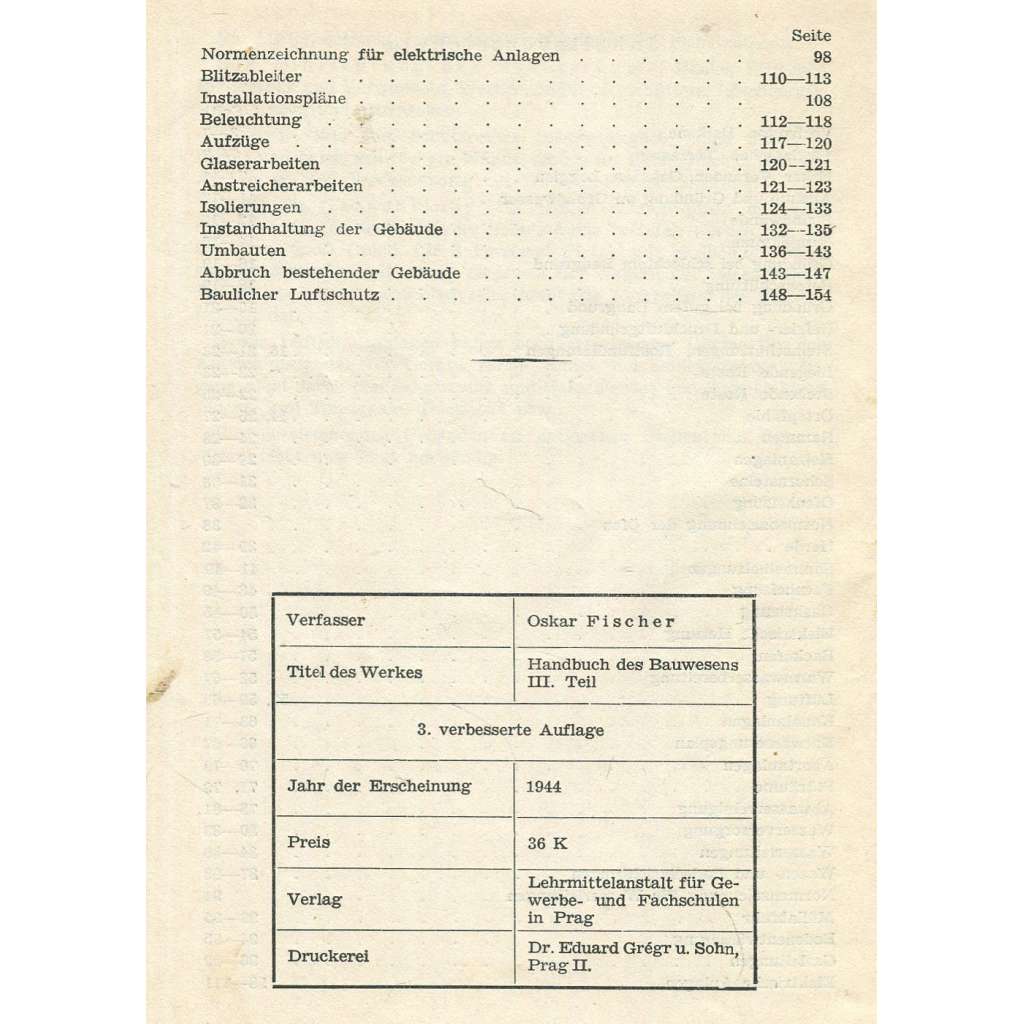 Seite
Normenzeichnung für elektrische Anlagen . . . . . . 98
Blitzableiter . . . . . . . . . . . . . . 110—113
Installationspläne . . . . . . . . . . . . . 108
Beleuchtung . . . . . . . . . . . . . . 112—118
Aufzüge . . . . . . . . . . . . . . . 117—120
Glaserarbeiten . . . . . . . . . . . . . 120—121
Anstreicherarbeiten . . . . . . . . . . . . 121—123
Isolierungen . . . . . . . . . . . . . . 124—133
Instandhaltung der Gebäude . . . . . . . . . . 132—135
Umbauten . . . . . . . . . . . . . . 136—143
Abbruch bestehender Gebäude . . . . . . . . . 143—147
Baulicher Luftschutz . . . . . . . . . . . . 148—154
Verfasser Oskar Fischer
Titel des Werkes Handbuch des Bauwesens
III. Teil
3. verbesserte Auflage
Jahr der Erscheinung 1944
Preis 36 K
Verlag Lehrmittelanstalt für Ge-
werbe- und Fachschulen
in Prag
Druckerei Dr. Eduard Grégr u. Sohn,
Prag II.